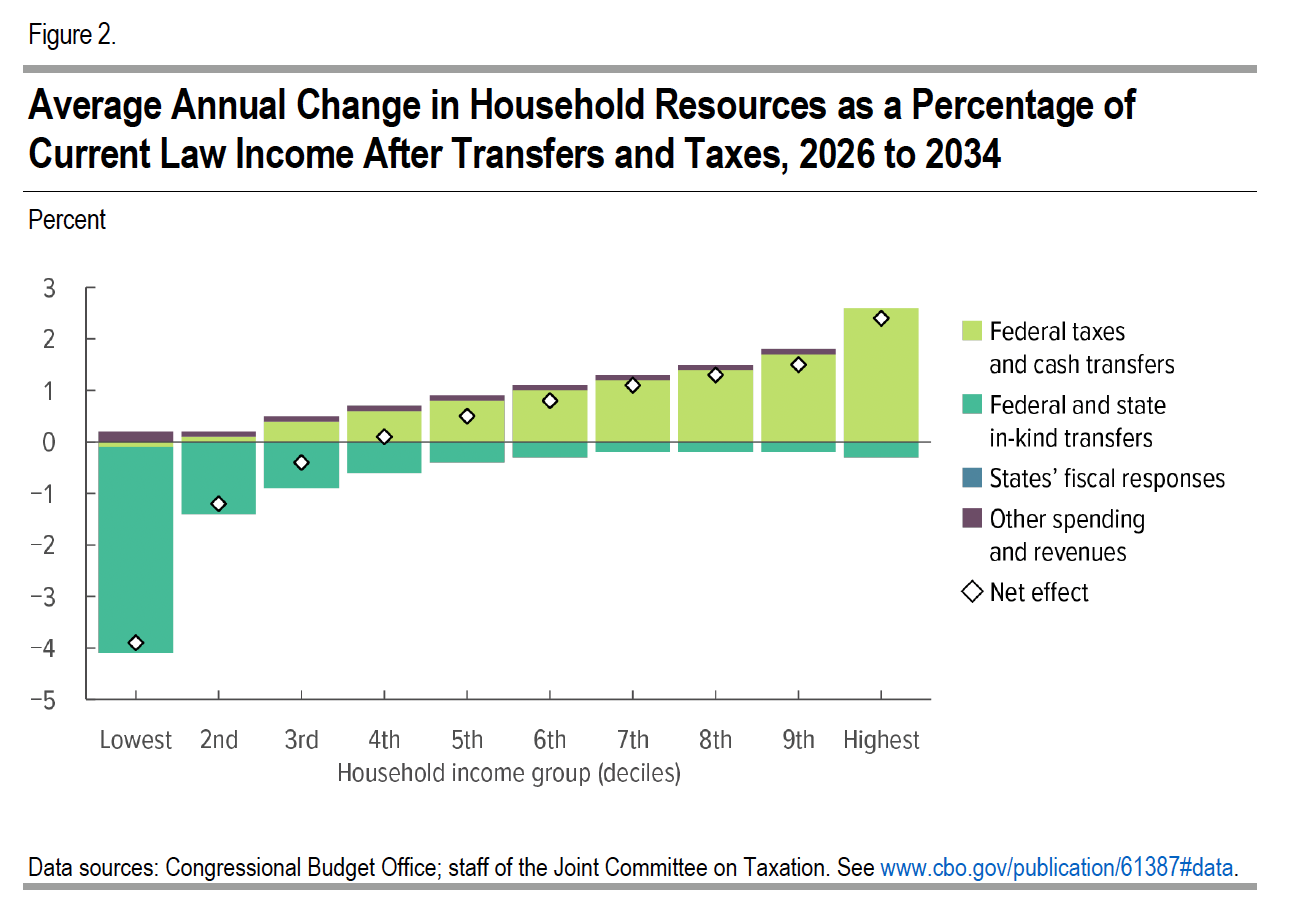 Figure 2.
Average Annual Change in Household Resources as a Percentage of
Current Law Income After Transfers and Taxes, 2026 to 2034
Percent
3
2
1
0
−1
−2
−3
−4
−5
Lowest 2nd 3rd 4th 5th 6th 7th 8th 9th Highest
Household income group (deciles)
Federal taxes
and cash transfers
Federal and state
in-kind transfers
States’ fiscal responses
Other spending
and revenues
Net effect
Data sources: Congressional Budget Office; staff of the Joint Committee on Taxation. See www.cbo.gov/publication/61387#data.